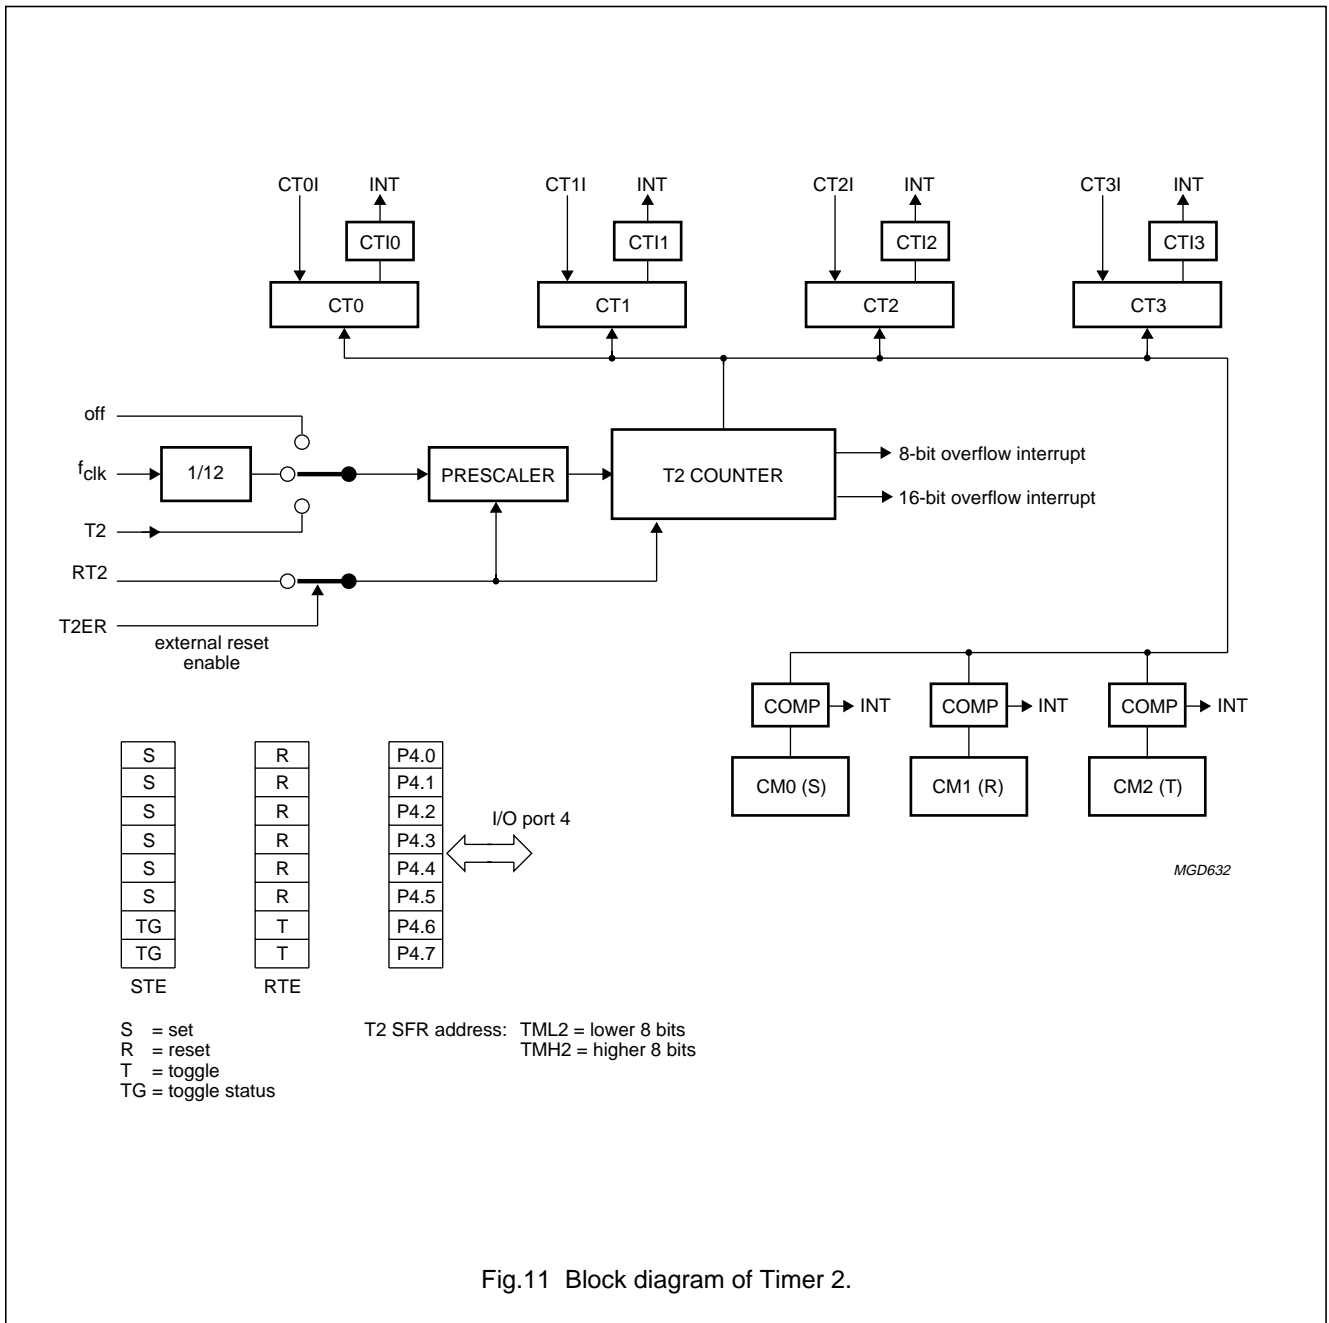 CT0I INT CT1I INT CT2I INT CT3I INT
CTI0 CTI1 CTI2 CTI3
CT0 CT1 CT2 CT3
off
fclk 1/12 PRESCALER T2 COUNTER 8-bit overflow interrupt
16-bit overflow interrupt
T2
RT2
T2ER
external reset
enable
COMP INT COMP INT COMP INT
CM0 (S) CM1 (R) CM2 (T)
S R P4.0
S R P4.1
S R P4.2
I/O port 4
S R P4.3
S R P4.4
S R P4.5
TG T P4.6
TG T P4.7
STE RTE
MGD632
S = set
R = reset
T = toggle
TG = toggle status
T2 SFR address: TML2 = lower 8 bits
TMH2 = higher 8 bits
Fig.11 Block diagram of Timer 2.